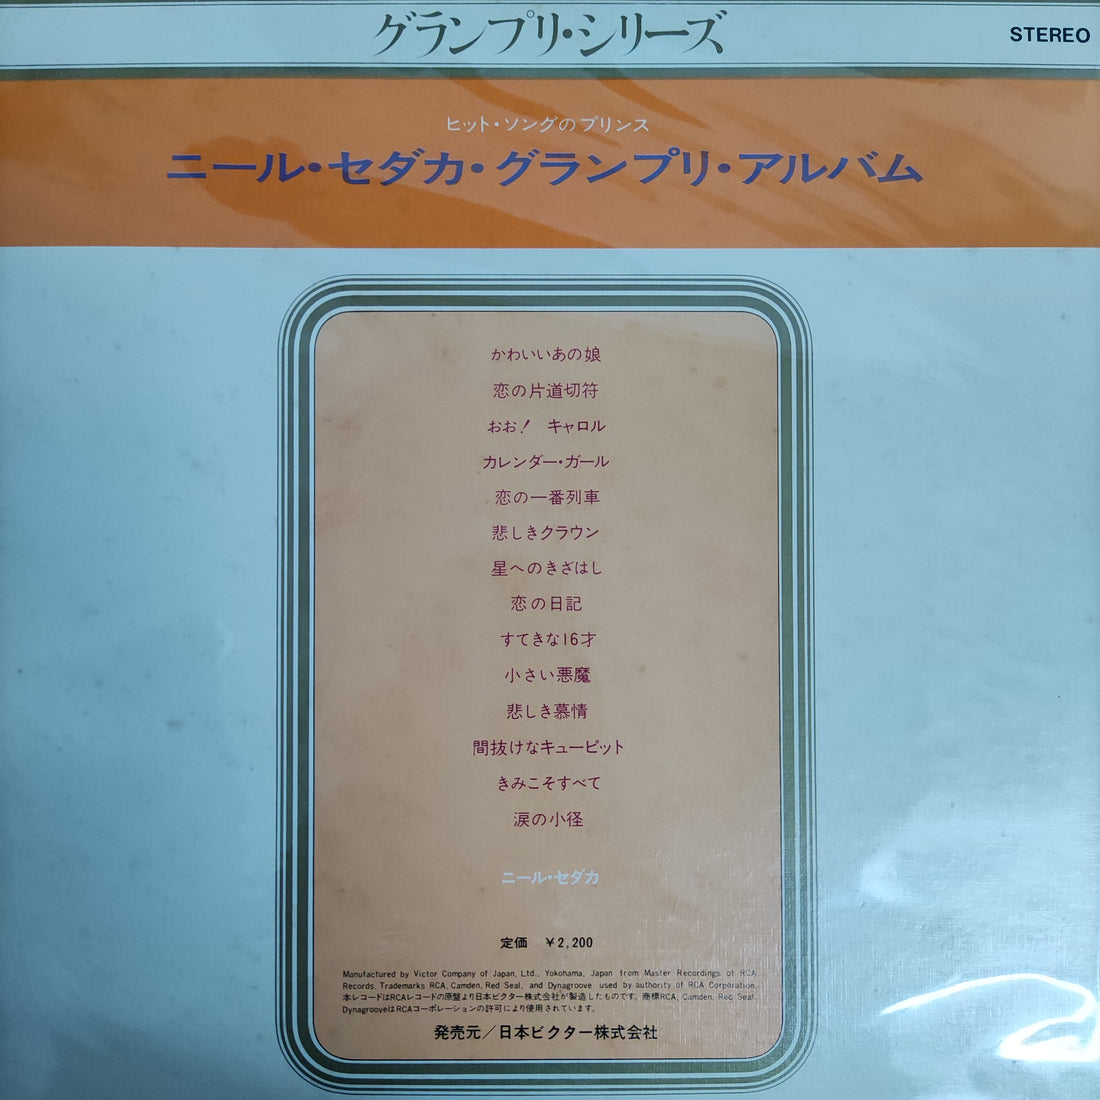 グランプリ・シリーズ
STEREO
ヒット・ソングのプリンス
ニール・セダカ・グランプリ・アルバム
かわいいあの娘
恋の片道切符
おお! キャロル
カレンダー・ガール
恋の一番列車
悲しきクラウン
星へのきざはし
恋の日記
すてきな16才
小さい悪魔
悲しき慕情
間抜けなキューピット
きみこそすべて
涙の小径
ニール・セダカ
定価 ¥2,200
Manufactured by Victor Company of Japan, Ltd., Yokohama, Japan from Master Recordings of RCA
Records. Trademarks RCA, Camden, Red Seal, and Dynagroove used by authority of RCA Corporation.
本レコードはRCAレコードの原盤より日本ビクター株式会社が製造したものです。商標RCA, Camden, Red Seal,
DynagrooveはRCAコーポレーションの許可により使用されています。
発売元/日本ビクター株式会社